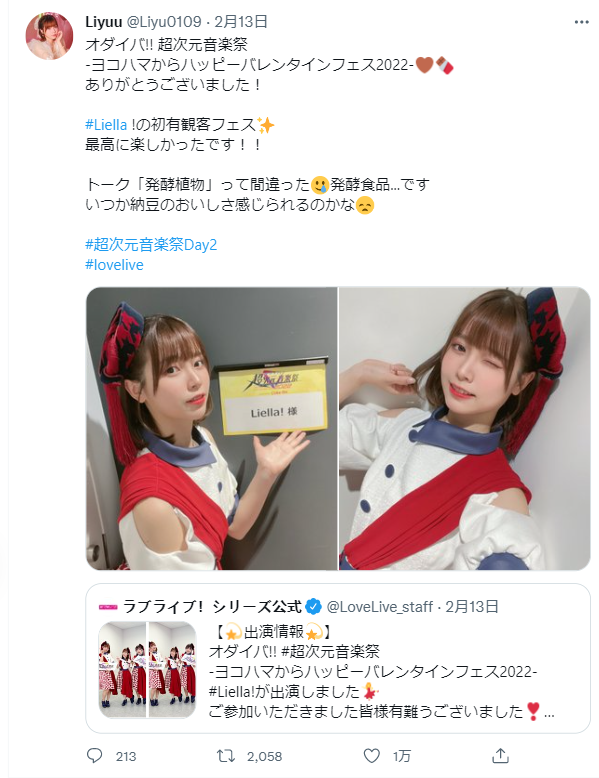 Liyuu @Liyu0109 · 2月13日
オダイバ!! 超次元音楽祭
-ヨコハマからハッピーバレンタインフェス2022-🤎🍫
ありがとうございました！
#Liella !の初有観客フェス✨
最高に楽しかったです！！
トーク「発酵植物」って間違った🥲発酵食品...です
いつか納豆のおいしさ感じられるのかな😞
#超次元音楽祭Day2
#lovelive
超次元音楽祭
Liella! 様
ラブライブ！シリーズ公式 @LoveLive_staff · 2月13日
【💫出演情報💫】
オダイバ!! #超次元音楽祭
-ヨコハマからハッピーバレンタインフェス2022-
#Liella!が出演しました💃
ご参加いただきました皆様有難うございました❣️...
213 2,058 1万